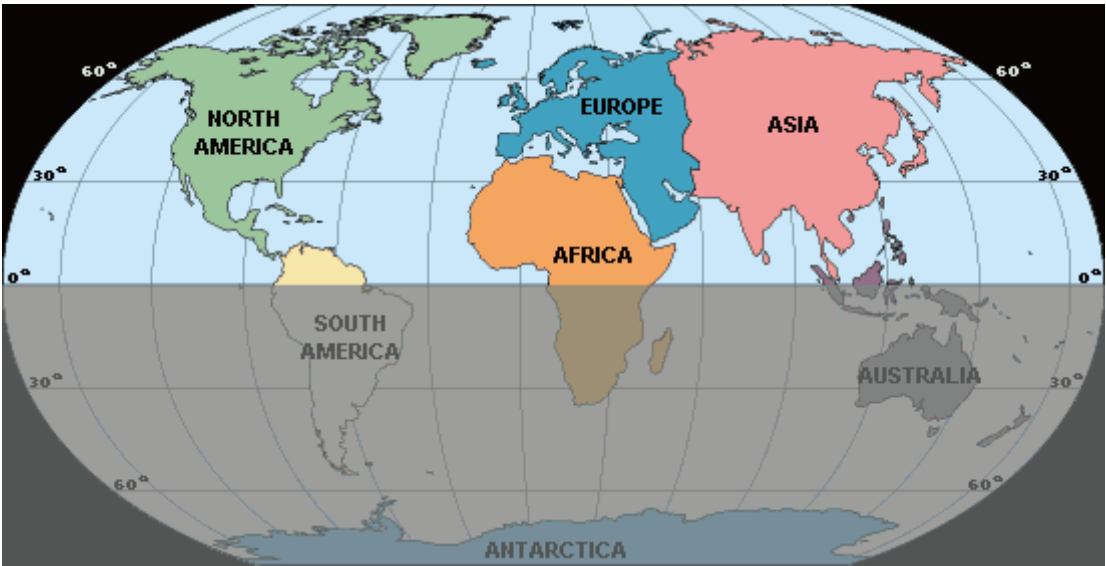 60° 60°
NORTH
AMERICA
EUROPE
ASIA
30° 30°
AFRICA
0° 0°
SOUTH
AMERICA
AUSTRALIA
30° 30°
60° 60°
ANTARCTICA